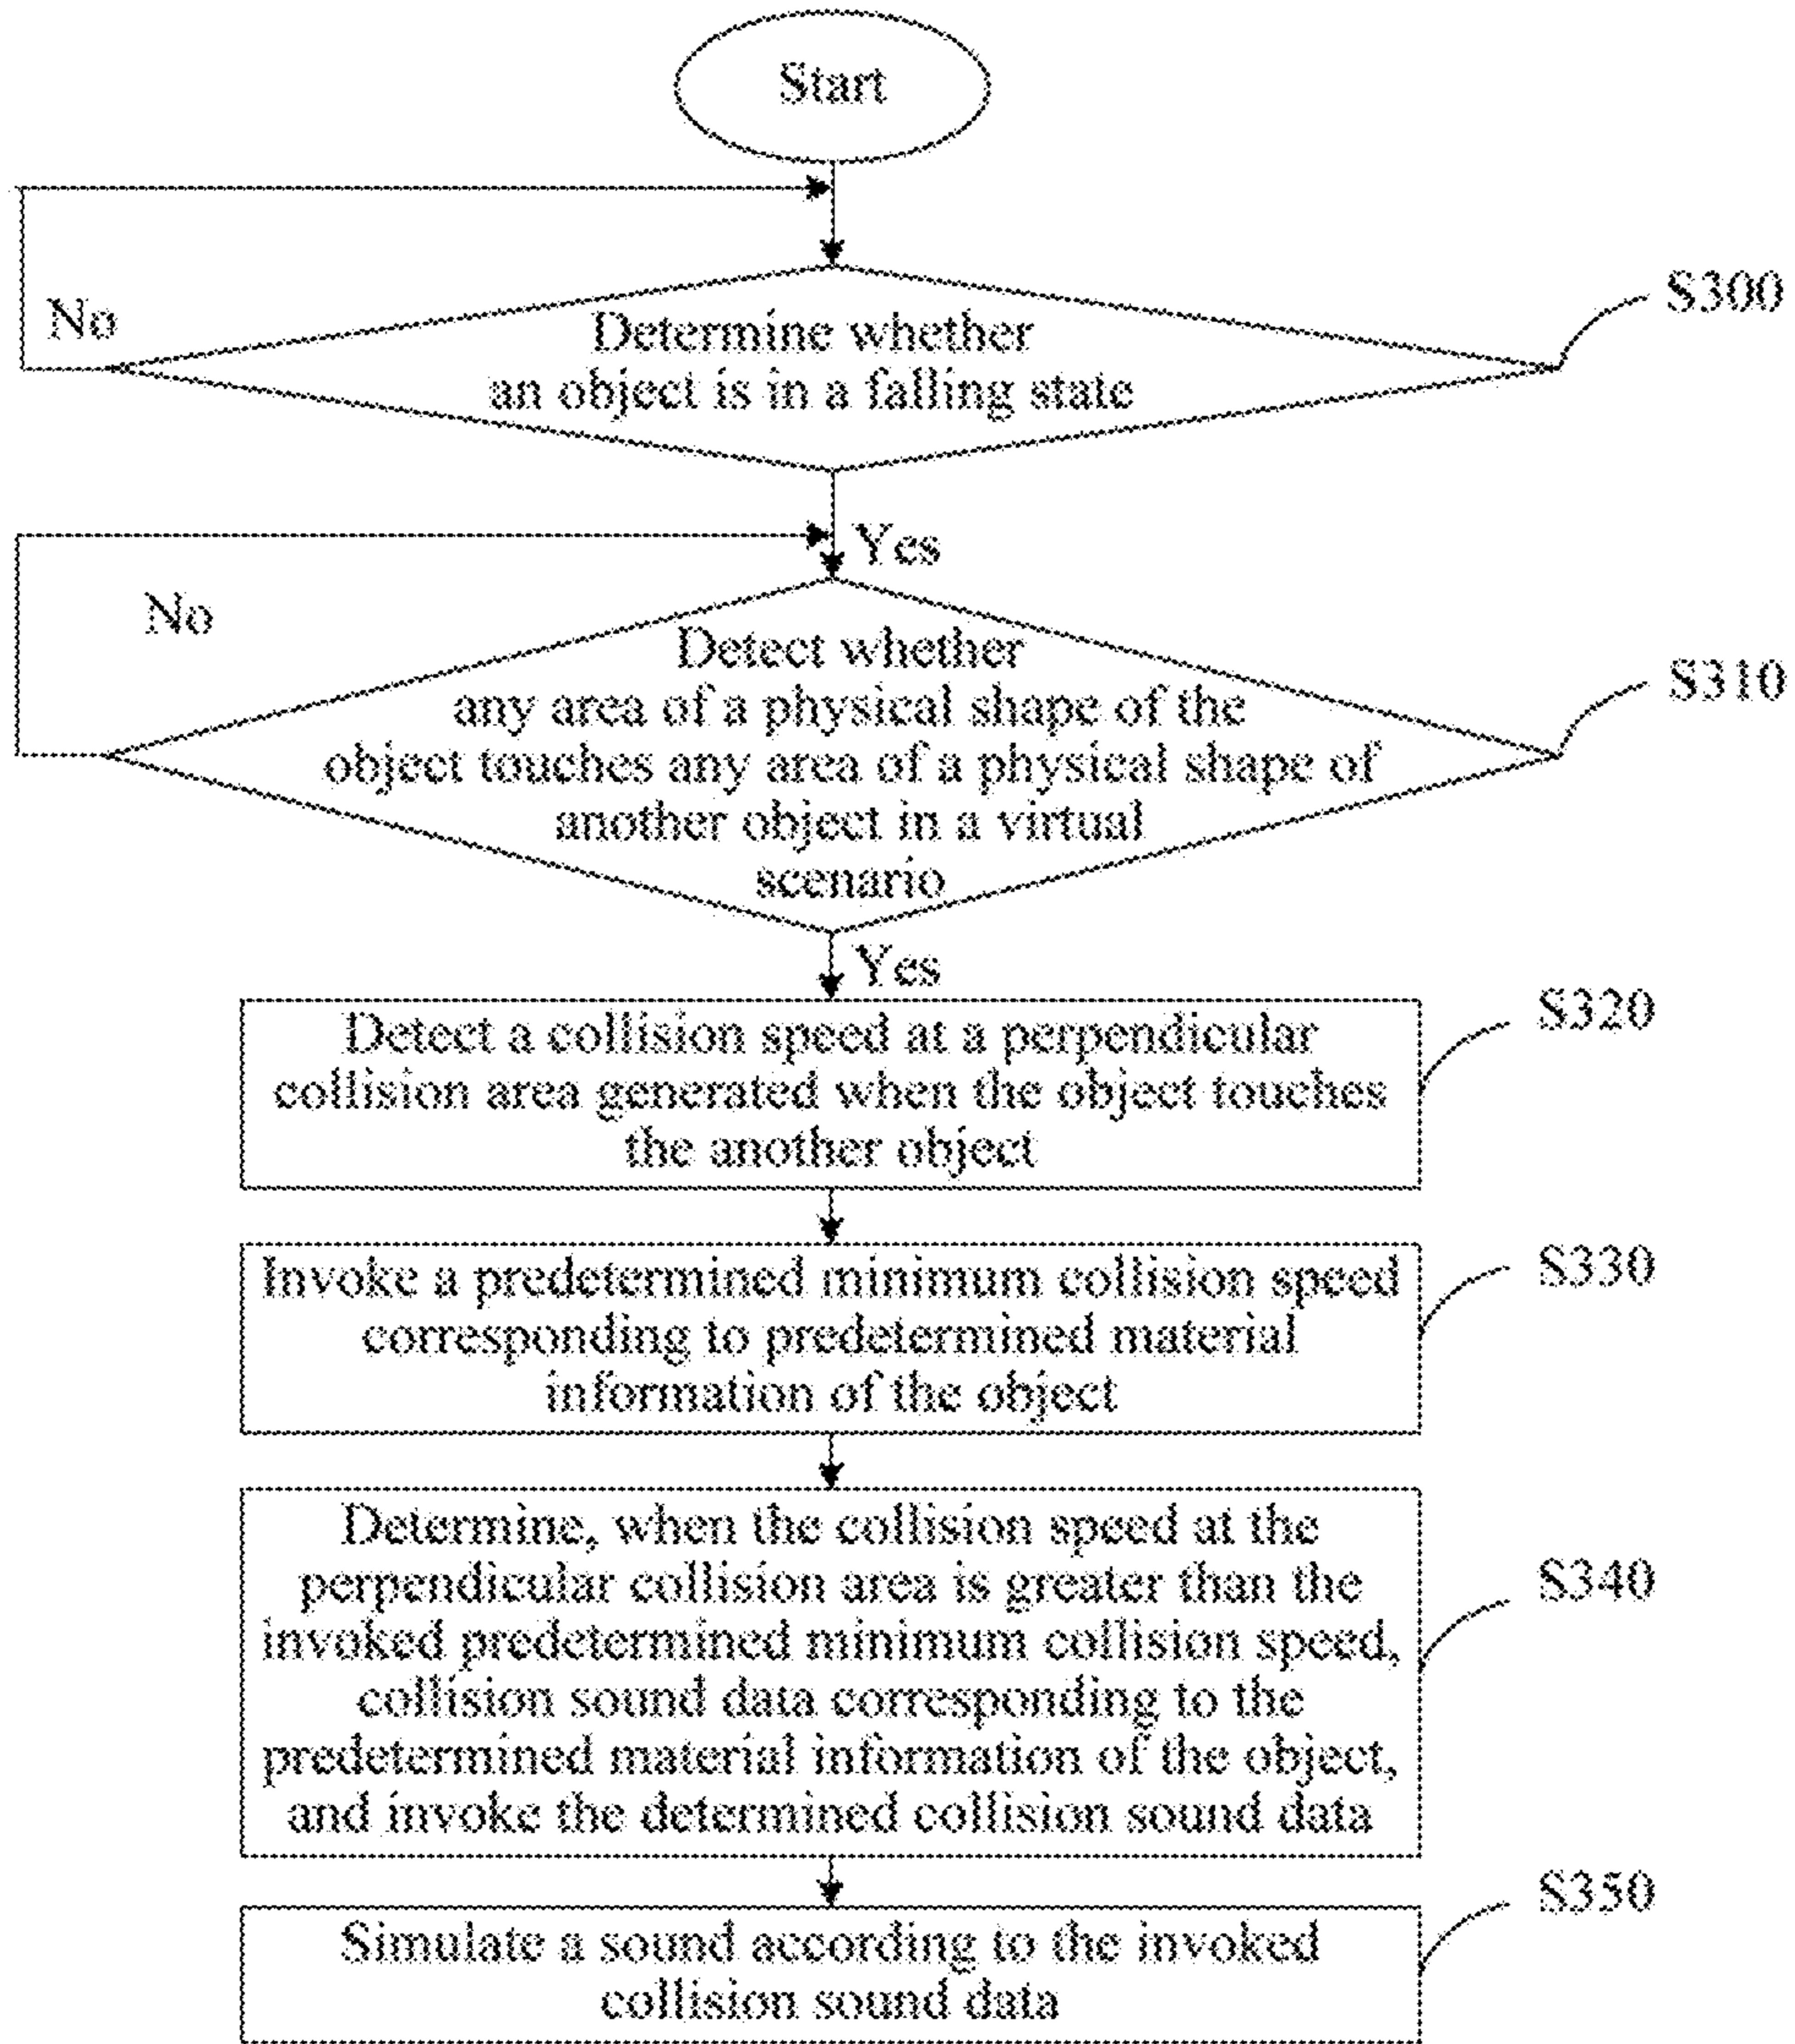 Start
No
Determine whether
an object is in a falling state
S300
Yes
No
Detect whether
any area of a physical shape of the
object touches any area of a physical shape of
another object in a virtual
scenario
S310
Yes
Detect a collision speed at a perpendicular
collision area generated when the object touches
the another object
S320
Invoke a predetermined minimum collision speed
corresponding to predetermined material
information of the object
S330
Determine, when the collision speed at the
perpendicular collision area is greater than the
invoked predetermined minimum collision speed,
collision sound data corresponding to the
predetermined material information of the object,
and invoke the determined collision sound data
S340
Simulate a sound according to the invoked
collision sound data
S350